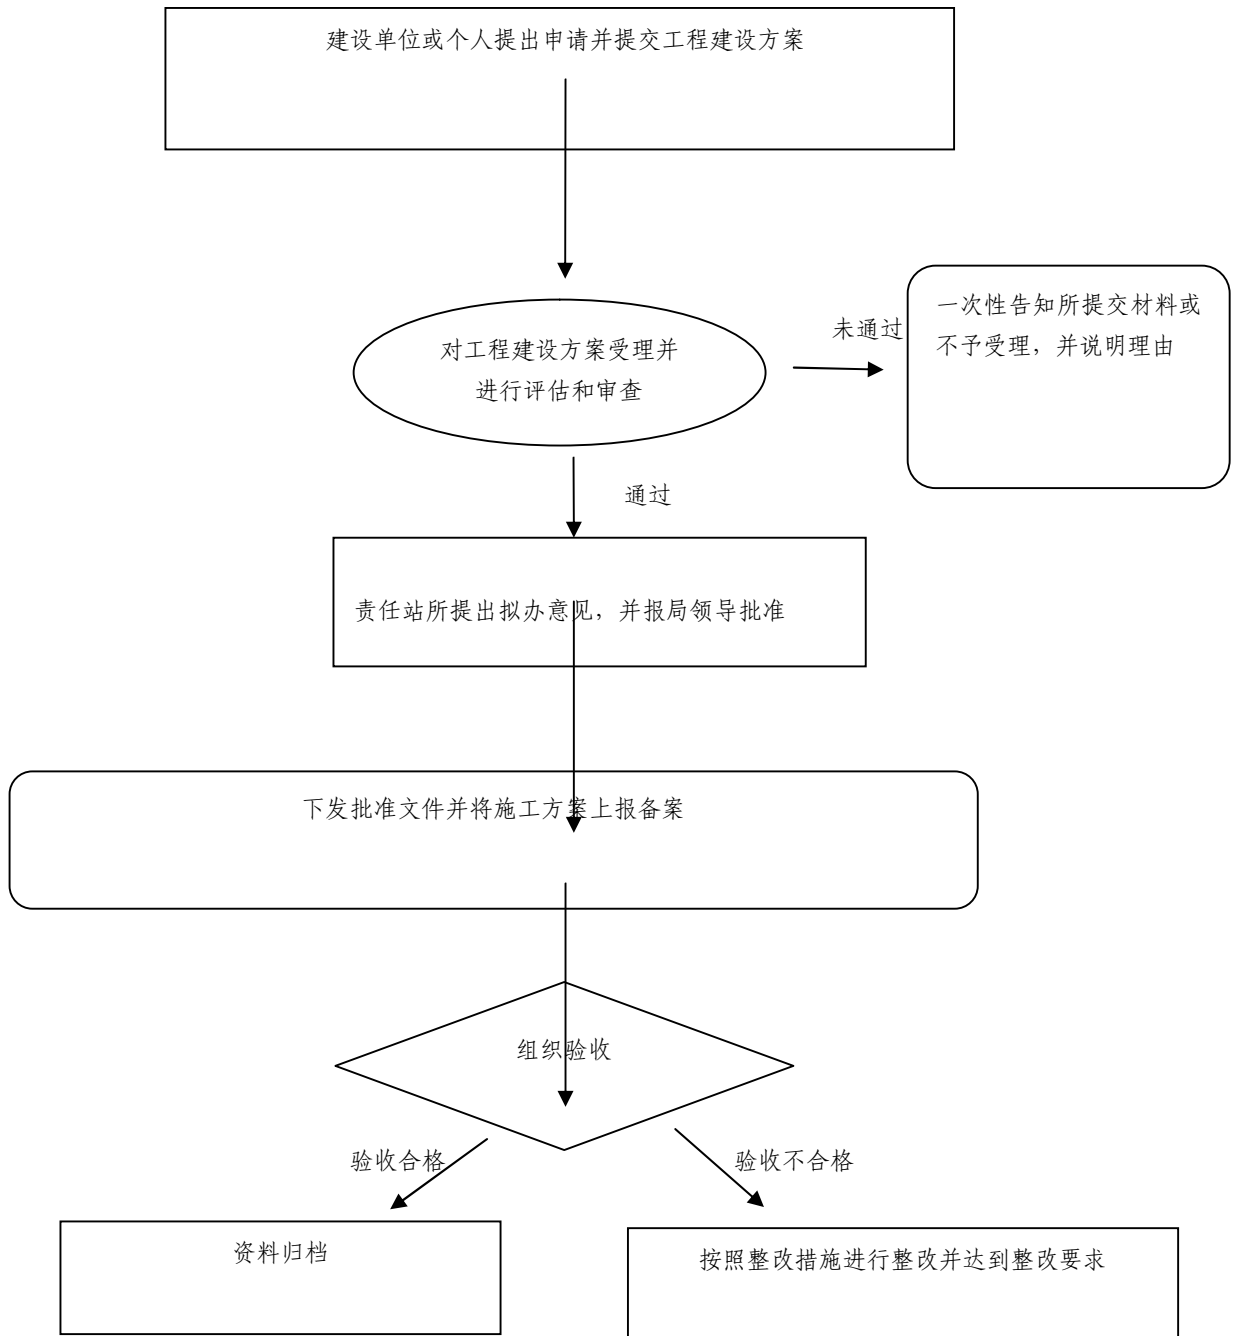 建设单位或个人提出申请并提交工程建设方案
一次性告知所提交材料或
不予受理，并说明理由
未通过
对工程建设方案受理并
进行评估和审查
通过
责任站所提出拟办意见，并报局领导批准
下发批准文件并将施工方案上报备案
组织验收
验收合格
验收不合格
资料归档
按照整改措施进行整改并达到整改要求